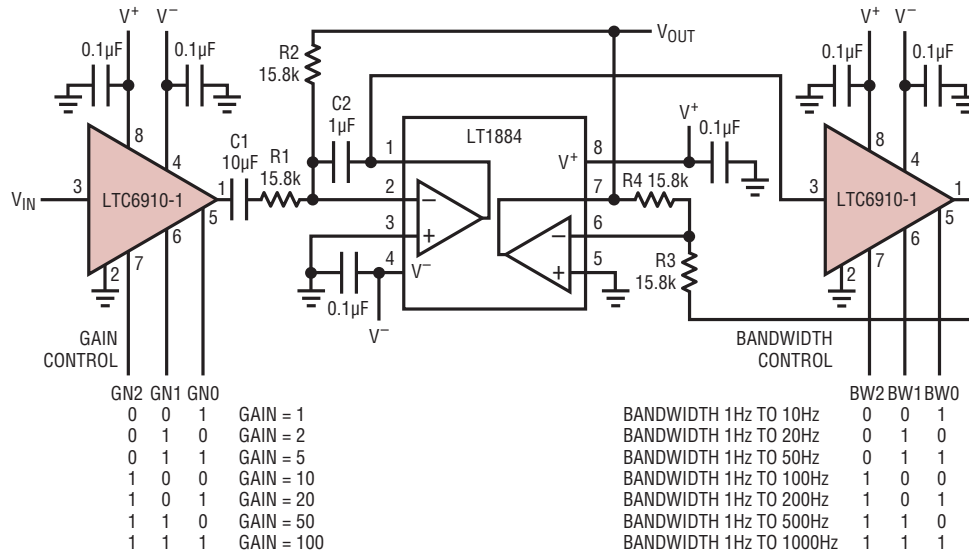 V+ V−
0.1µF 0.1µF
8
4
VIN 3 LTC6910-1 1
5
6
2 7
C1
10µF
R1
15.8k
R2
15.8k
C2
1µF
VOUT
LT1884
1
2 −
3 +
4 V−
0.1µF
V−
V+ 8
7
− 6
+ 5
V+
0.1µF
R4 15.8k
R3
15.8k
V+ V−
0.1µF 0.1µF
8
4
3 LTC6910-1 1
5
6
2 7
GAIN
CONTROL
GN2 GN1 GN0
0 0 1 GAIN = 1
0 1 0 GAIN = 2
0 1 1 GAIN = 5
1 0 0 GAIN = 10
1 0 1 GAIN = 20
1 1 0 GAIN = 50
1 1 1 GAIN = 100
BANDWIDTH
CONTROL
BW2 BW1 BW0
BANDWIDTH 1Hz TO 10Hz 0 0 1
BANDWIDTH 1Hz TO 20Hz 0 1 0
BANDWIDTH 1Hz TO 50Hz 0 1 1
BANDWIDTH 1Hz TO 100Hz 1 0 0
BANDWIDTH 1Hz TO 200Hz 1 0 1
BANDWIDTH 1Hz TO 500Hz 1 1 0
BANDWIDTH 1Hz TO 1000Hz 1 1 1